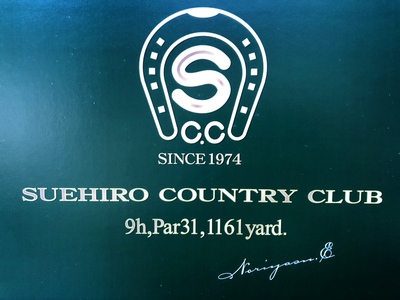 S
C.C
SINCE 1974
SUEHIRO COUNTRY CLUB
9h,Par31,1161yard.